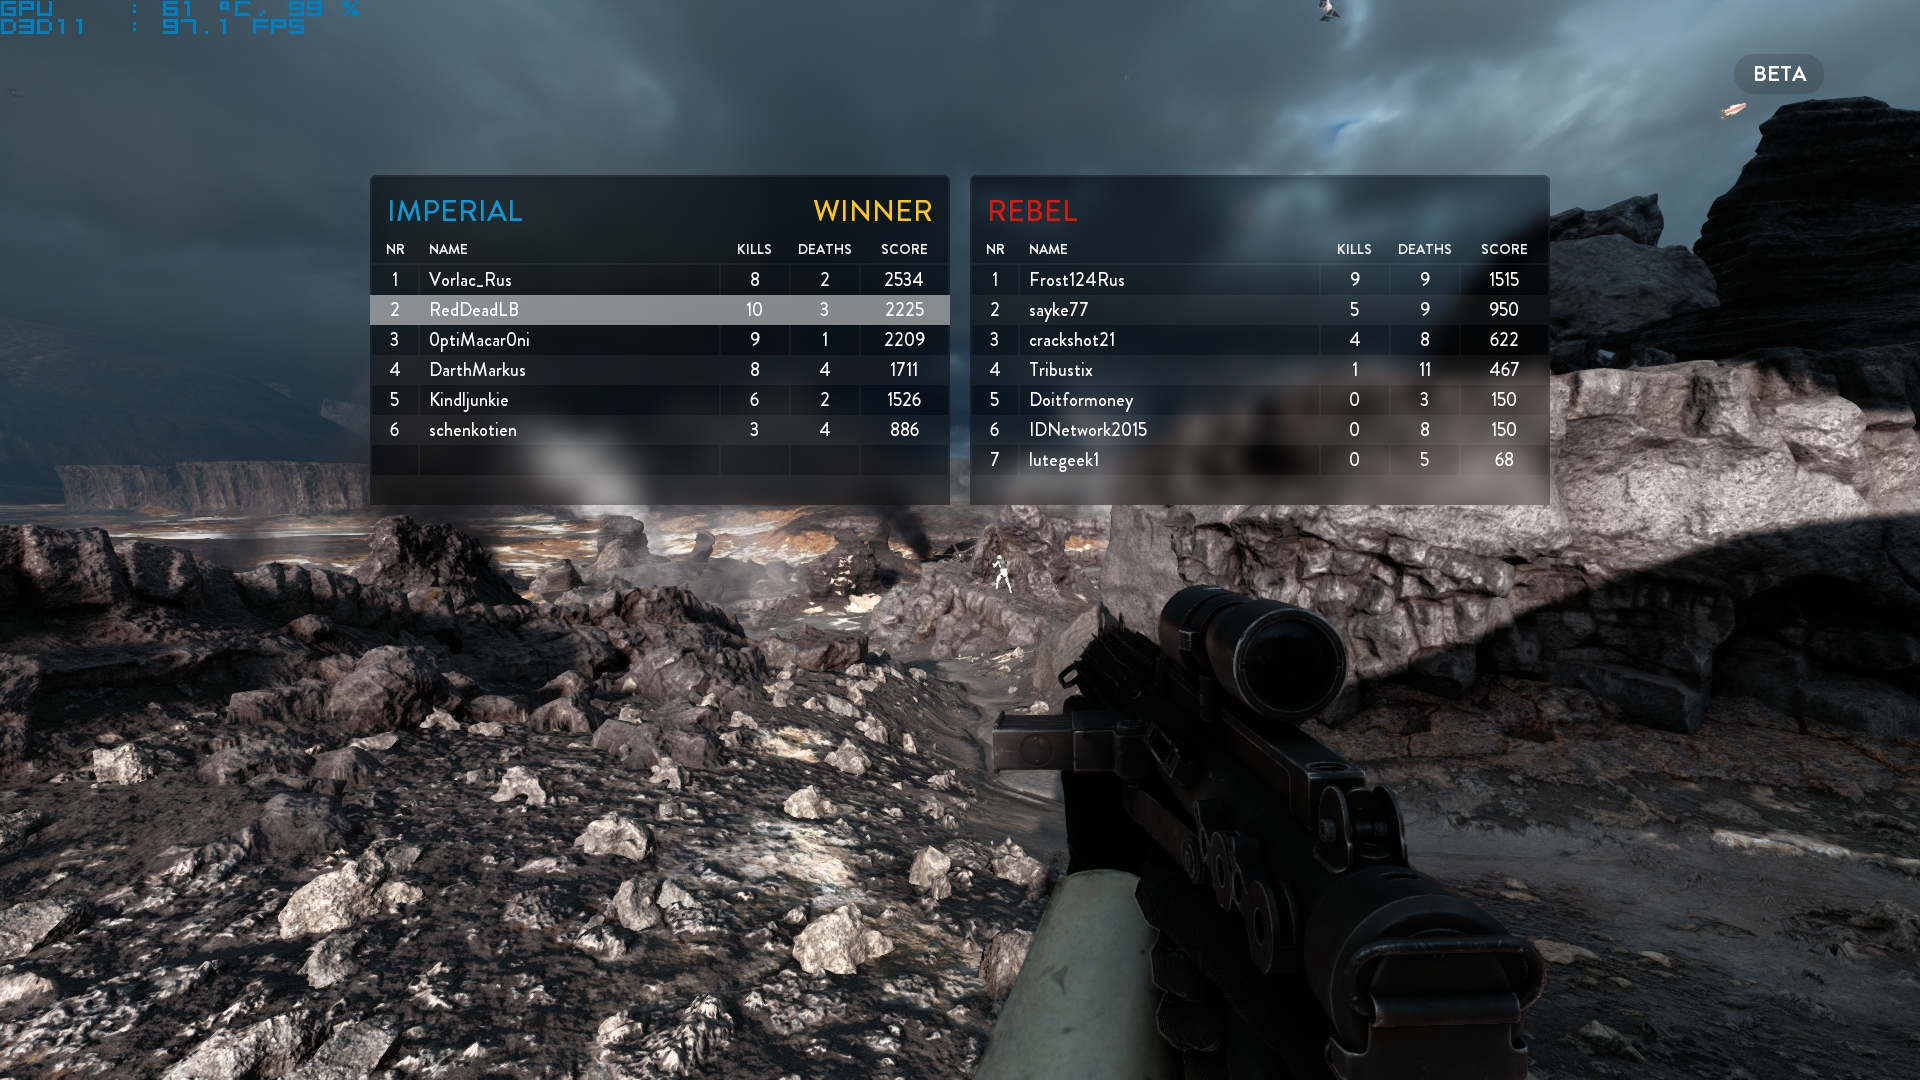 GPU : 61 °C, 99 %
D3D11 : 97.1 FPS
BETA
IMPERIAL WINNER
NR NAME KILLS DEATHS SCORE
1 Vorlac_Rus 8 2 2534
2 RedDeadLB 10 3 2225
3 0ptiMacar0ni 9 1 2209
4 DarthMarkus 8 4 1711
5 Kindljunkie 6 2 1526
6 schenkotien 3 4 886
REBEL
NR NAME KILLS DEATHS SCORE
1 Frost124Rus 9 9 1515
2 sayke77 5 9 950
3 crackshot21 4 8 622
4 Tribustix 1 11 467
5 Doitformoney 0 3 150
6 IDNetwork2015 0 8 150
7 lutegeek1 0 5 68